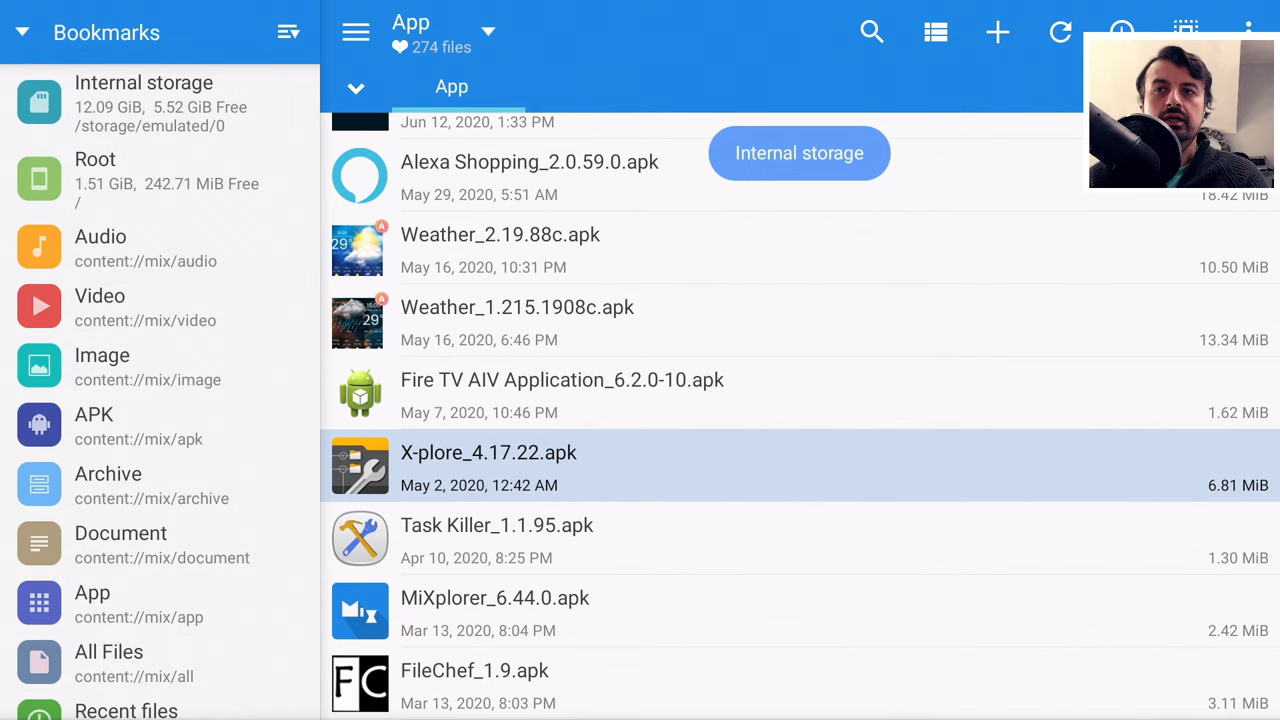 Bookmarks
Internal storage
12.09 GiB, 5.52 GiB Free
/storage/emulated/0
Root
1.51 GiB, 242.71 MiB Free
/
Audio
content://mix/audio
Video
content://mix/video
Image
content://mix/image
APK
content://mix/apk
Archive
content://mix/archive
Document
content://mix/document
App
content://mix/app
All Files
content://mix/all
Recent files
App
274 files
App
Internal storage
Jun 12, 2020, 1:33 PM
Alexa Shopping_2.0.59.0.apk
May 29, 2020, 5:51 AM
18.42 MiB
29°
Weather_2.19.88c.apk
May 16, 2020, 10:31 PM
10.50 MiB
29°
Weather_1.215.1908c.apk
May 16, 2020, 6:46 PM
13.34 MiB
Fire TV AIV Application_6.2.0-10.apk
May 7, 2020, 10:46 PM
1.62 MiB
X-plore_4.17.22.apk
May 2, 2020, 12:42 AM
6.81 MiB
Task Killer_1.1.95.apk
Apr 10, 2020, 8:25 PM
1.30 MiB
MiX
MiXplorer_6.44.0.apk
Mar 13, 2020, 8:04 PM
2.42 MiB
FC
FileChef_1.9.apk
Mar 13, 2020, 8:03 PM
3.11 MiB